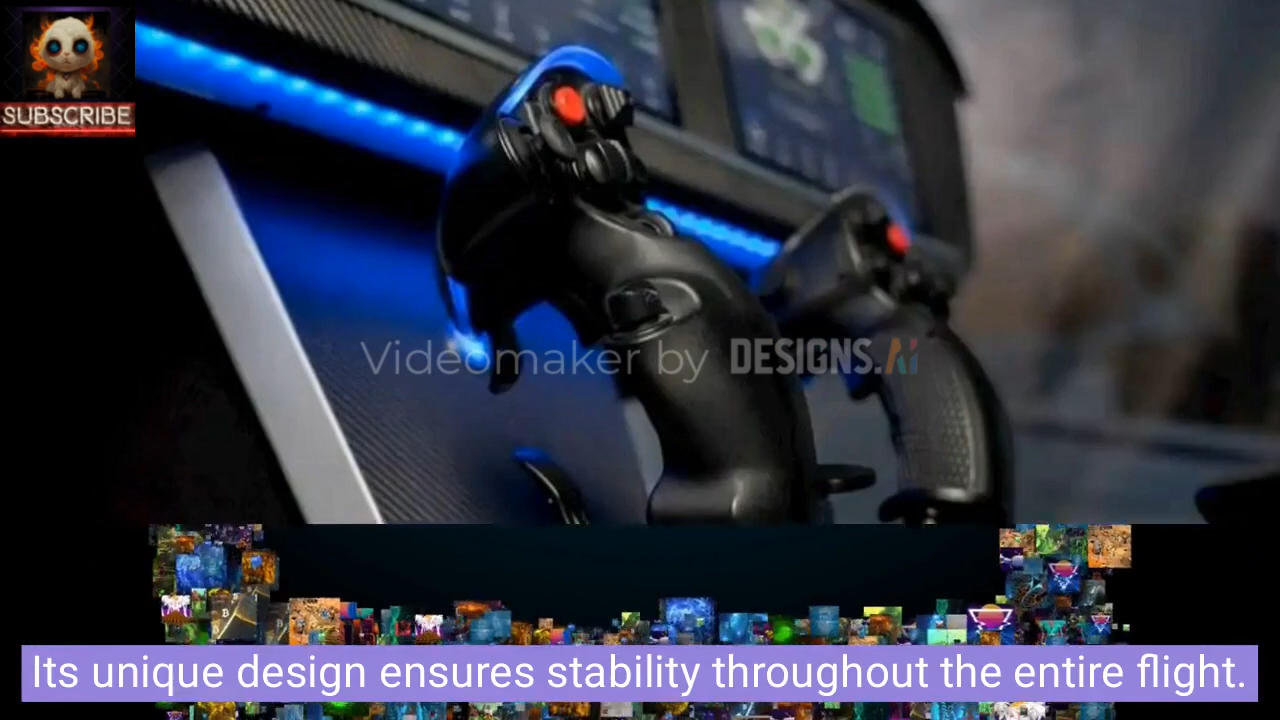 SUBSCRIBE
Videomaker by DESIGNS.AI
Its unique design ensures stability throughout the entire flight.